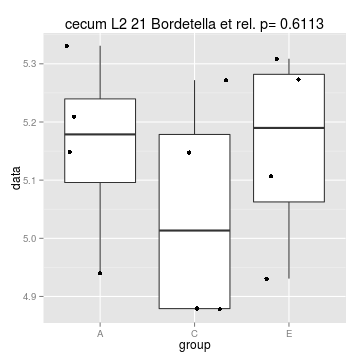 cecum L2 21 Bordetella et rel. p= 0.6113
data
5.3
5.2
5.1
5.0
4.9
A C E
group